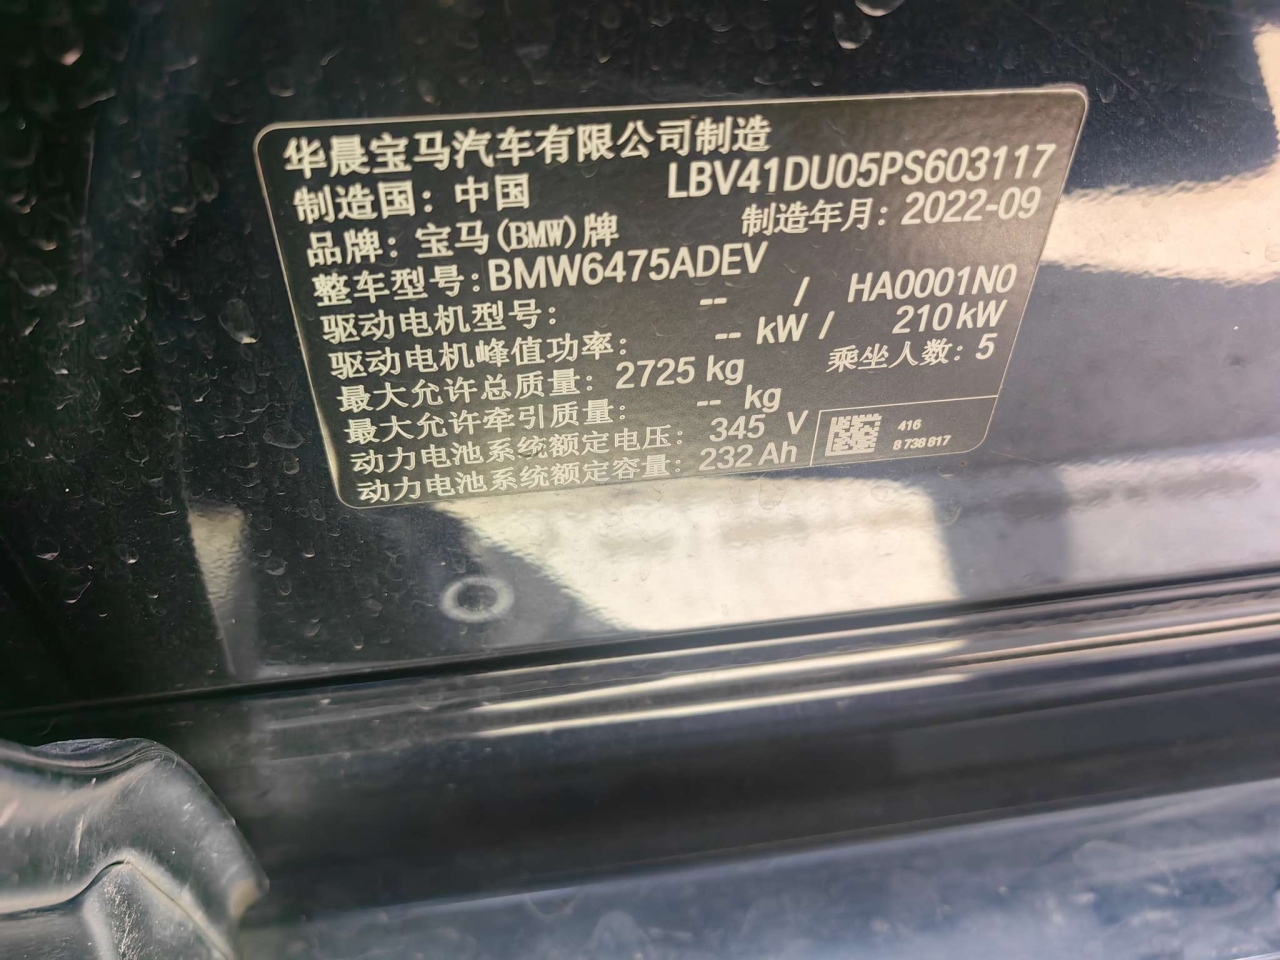 华晨宝马汽车有限公司制造
制造国：中国 LBV41DU05PS603117
品牌：宝马(BMW)牌 制造年月：2022-09
整车型号：BMW6475ADEV
驱动电机型号： -- / HA0001N0
驱动电机峰值功率： -- kW / 210kW
最大允许总质量：2725 kg 乘坐人数：5
最大允许牵引质量： -- kg
动力电池系统额定电压：345 V
动力电池系统额定容量：232 Ah
416
8 738 817